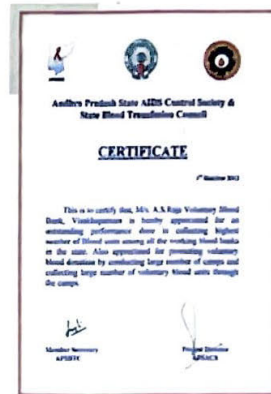 Andhra Pradesh State AIDS Control Society &
State Blood Transfusion Council
CERTIFICATE
This is to certify that, M/s. A.S.Raja Voluntary Blood
Bank, Visakhapatnam is hereby appreciated for an
outstanding performance done in collecting highest
number of Blood units among all the working blood banks
in the state. Also appreciated for promoting voluntary
blood donation by conducting large number of camps and
collecting large number of voluntary blood units through
the camps.
Member Secretary
APSBTC
Project Director
APSACS